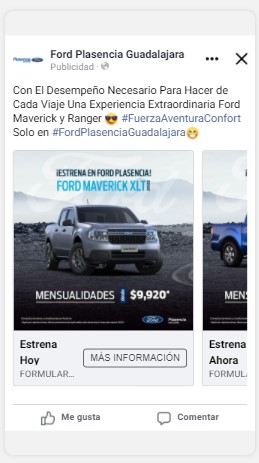 Ford Plasencia Guadalajara
Publicidad ·
Con El Desempeño Necesario Para Hacer de
Cada Viaje Una Experiencia Extraordinaria Ford
Maverick y Ranger 😎 #FuerzaAventuraConfort
Solo en #FordPlasenciaGuadalajara😁
¡ESTRENA EN FORD PLASENCIA!
FORD MAVERICK XLT
MENSUALIDADES $9,920*
Ford Plasencia
Estrena
Hoy
FORMULAR...
MÁS INFORMACIÓN
MEN
Estrena
Ahora
FORMUL
Me gusta
Comentar